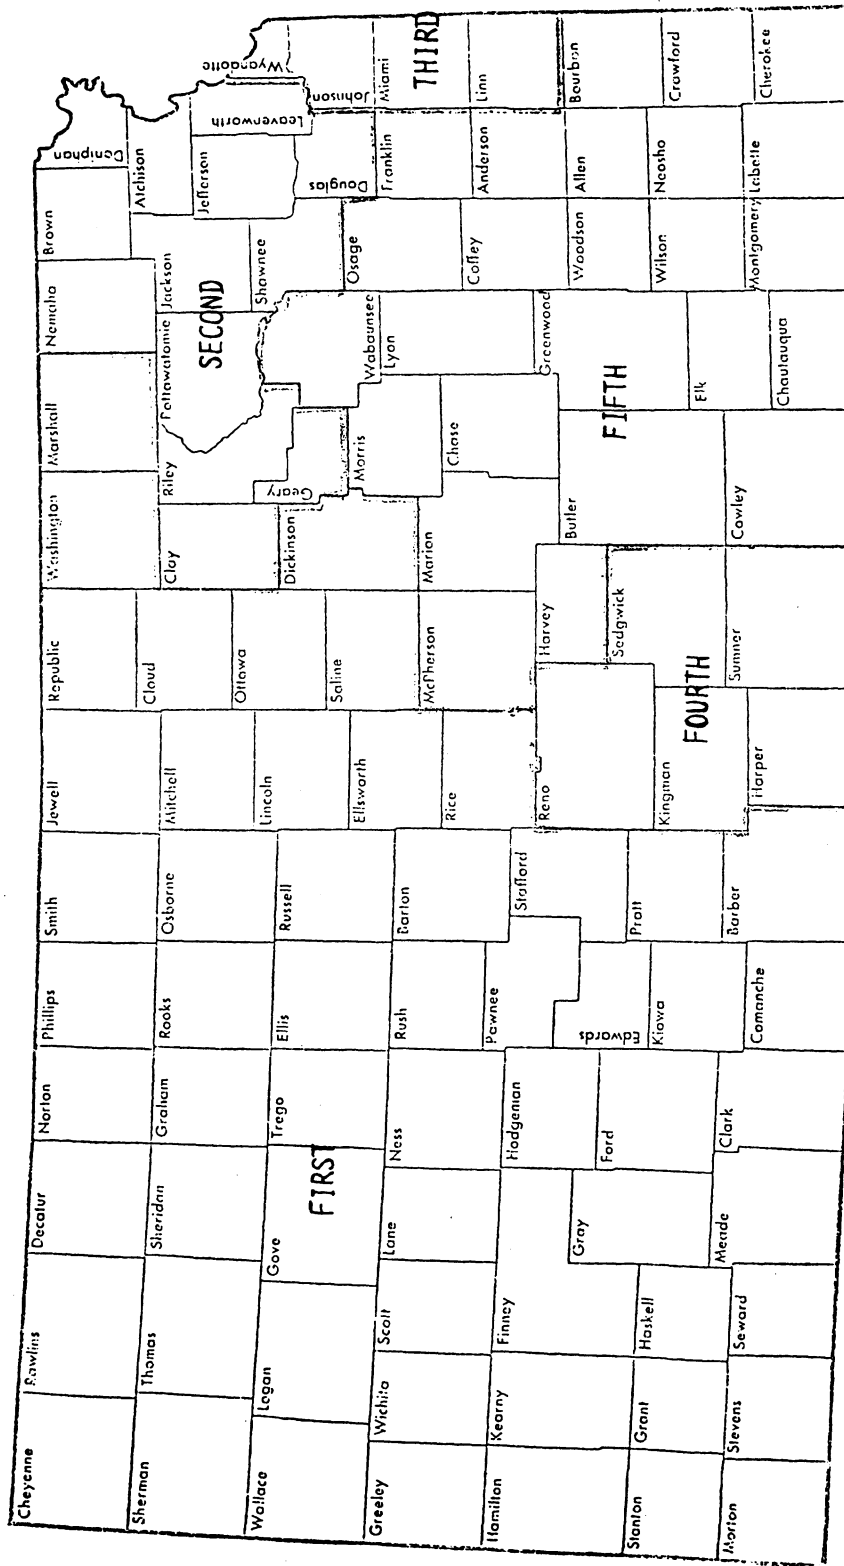 Cheyenne
Rawlins
Decatur
Norton
Phillips
Smith
Jewell
Republic
Washington
Marshall
Nemaha
Brown
Doniphan
Sherman
Thomas
Sheridan
Graham
Rooks
Osborne
Mitchell
Cloud
Clay
Riley
Pottawatomie
Jackson
Atchison
Jefferson
Leavenworth
Wyandotte
Wallace
Logan
Gove
Trego
Ellis
Russell
Lincoln
Ottawa
Dickinson
Geary
SECOND
Shawnee
Douglas
Johnson
FIRST
Greeley
Wichita
Scott
Lane
Ness
Rush
Barton
Ellsworth
Saline
Morris
Wabaunsee
Osage
Franklin
Miami
THIRD
Hamilton
Kearny
Finney
Hodgeman
Pawnee
Stafford
Rice
McPherson
Marion
Chase
Lyon
Coffey
Anderson
Linn
Gray
Ford
Edwards
Reno
Harvey
Butler
Greenwood
Woodson
Allen
Bourbon
FIFTH
Stanton
Grant
Haskell
Kiowa
Pratt
Kingman
Sedgwick
Elk
Wilson
Neosho
Crawford
FOURTH
Morton
Stevens
Seward
Meade
Clark
Comanche
Barber
Harper
Sumner
Cowley
Chautauqua
Montgomery
Labette
Cherokee